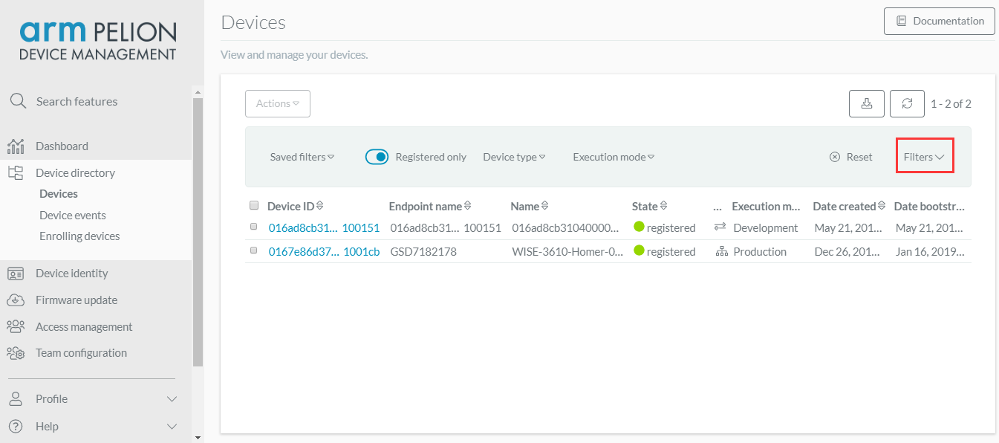 arm PELION
DEVICE MANAGEMENT
Search features
Dashboard
Device directory
Devices
Device events
Enrolling devices
Device identity
Firmware update
Access management
Team configuration
Profile
Help
Devices
Documentation
View and manage your devices.
Actions
1 - 2 of 2
Saved filters Registered only Device type Execution mode Reset Filters
Device ID Endpoint name Name State ... Execution m... Date created Date bootstr...
016ad8cb31... 100151 016ad8cb31... 100151 016ad8cb31040000... registered Development May 21, 201... May 21, 201...
0167e86d37... 1001cb GSD7182178 WISE-3610-Homer-0... registered Production Dec 26, 201... Jan 16, 2019...